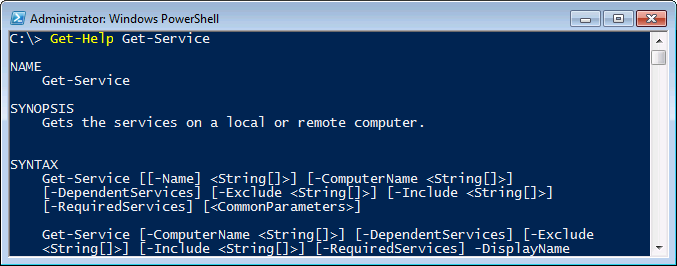 Administrator: Windows PowerShell
C:\> Get-Help Get-Service
NAME
Get-Service
SYNOPSIS
Gets the services on a local or remote computer.
SYNTAX
Get-Service [[-Name] <String[]>] [-ComputerName <String[]>]
[-DependentServices] [-Exclude <String[]>] [-Include <String[]>]
[-RequiredServices] [<CommonParameters>]
Get-Service [-ComputerName <String[]>] [-DependentServices] [-Exclude
<String[]>] [-Include <String[]>] [-RequiredServices] -DisplayName